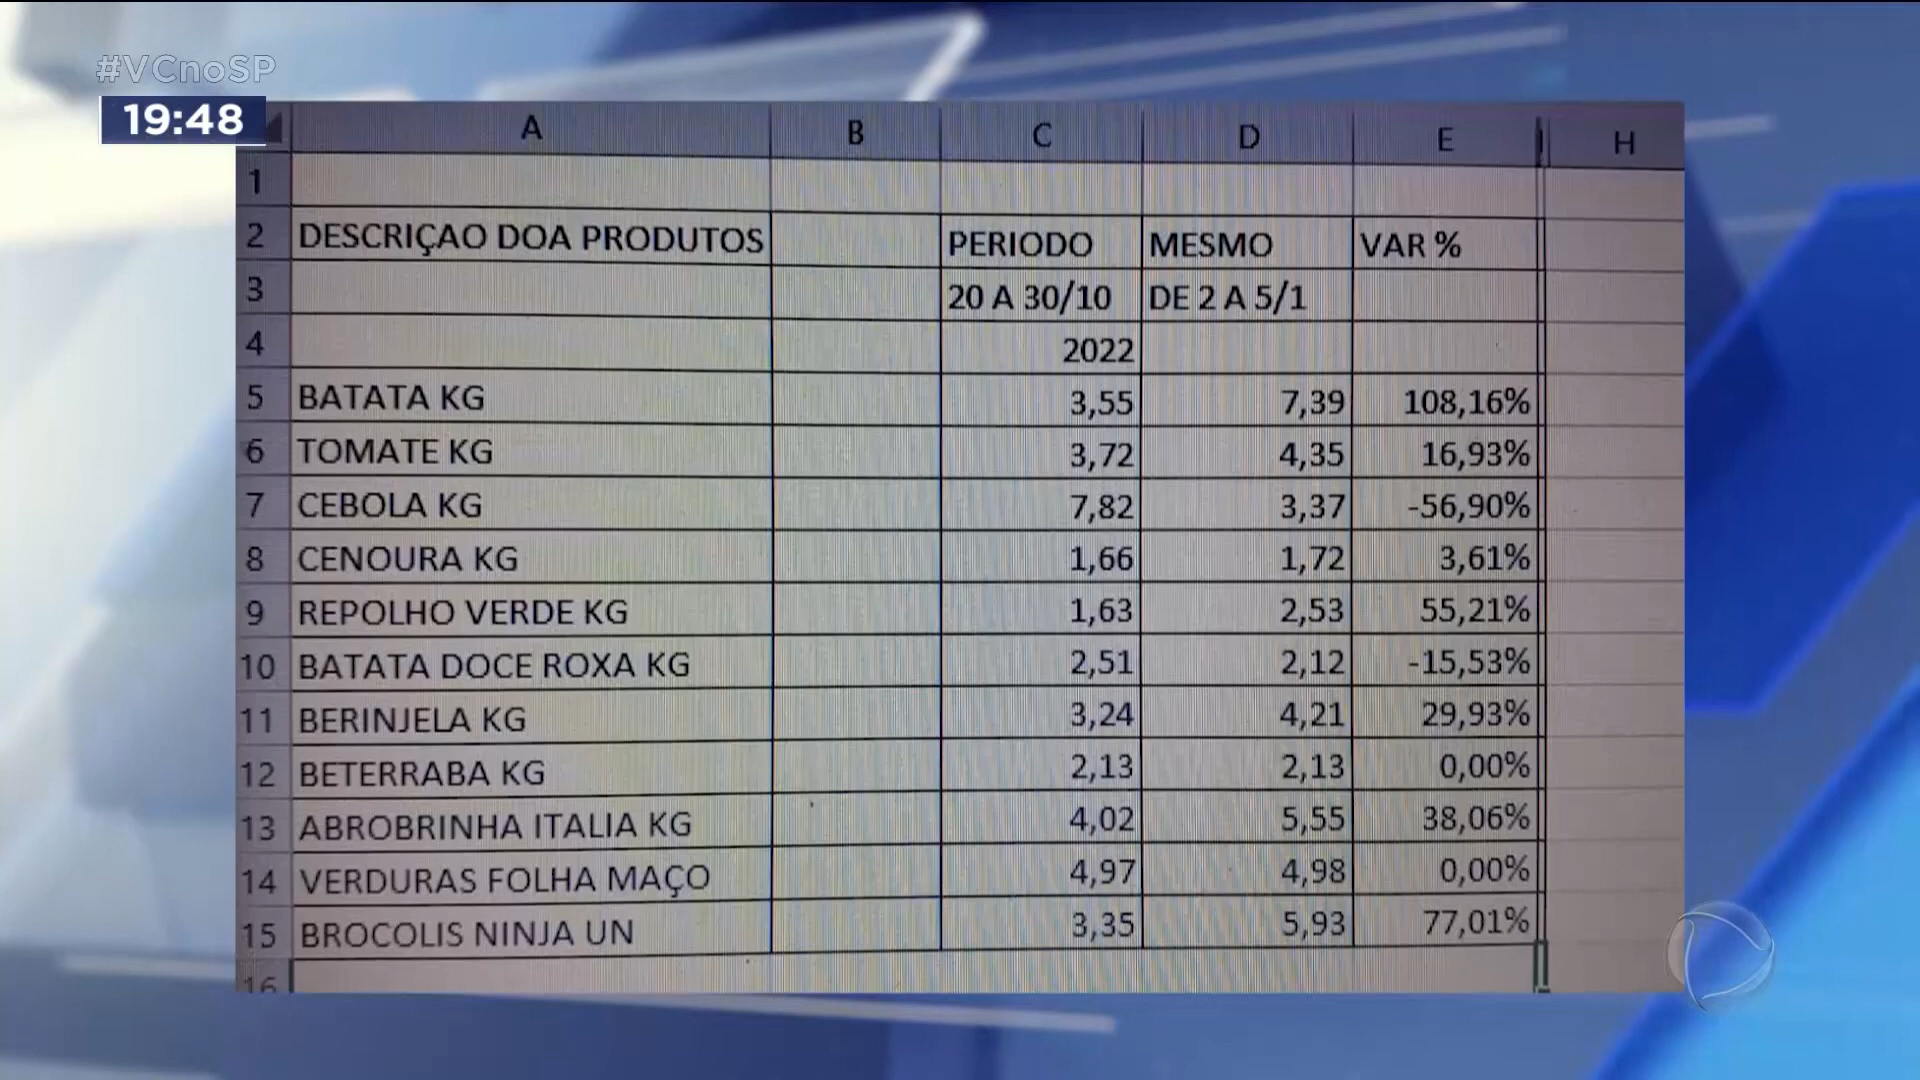 #VCnoSP
19:48
A B C D E H
1
2 DESCRIÇAO DOA PRODUTOS PERIODO MESMO VAR %
3 20 A 30/10 DE 2 A 5/1
4 2022
5 BATATA KG 3,55 7,39 108,16%
6 TOMATE KG 3,72 4,35 16,93%
7 CEBOLA KG 7,82 3,37 -56,90%
8 CENOURA KG 1,66 1,72 3,61%
9 REPOLHO VERDE KG 1,63 2,53 55,21%
10 BATATA DOCE ROXA KG 2,51 2,12 -15,53%
11 BERINJELA KG 3,24 4,21 29,93%
12 BETERRABA KG 2,13 2,13 0,00%
13 ABROBRINHA ITALIA KG 4,02 5,55 38,06%
14 VERDURAS FOLHA MAÇO 4,97 4,98 0,00%
15 BROCOLIS NINJA UN 3,35 5,93 77,01%
16